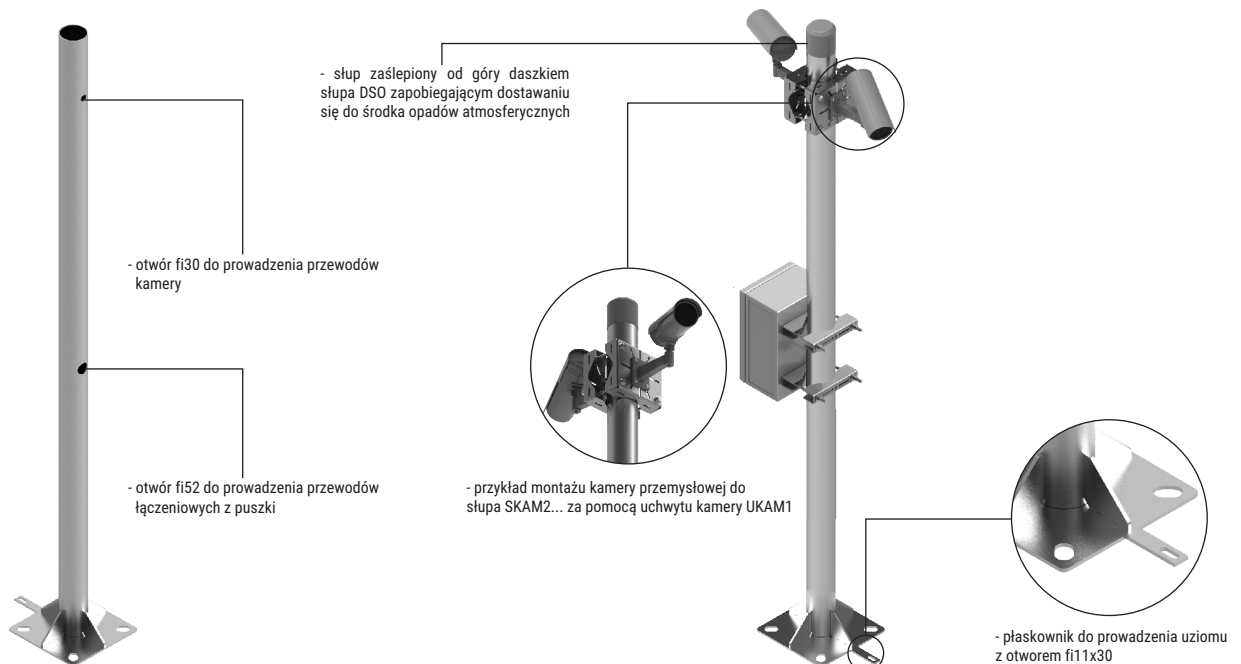 - słup zaślepiony od góry daszkiem
słupa DSO zapobiegającym dostawaniu
się do środka opadów atmosferycznych
- otwór fi30 do prowadzenia przewodów
kamery
- otwór fi52 do prowadzenia przewodów
łączeniowych z puszki
- przykład montażu kamery przemysłowej do
słupa SKAM2... za pomocą uchwytu kamery UKAM1
- płaskownik do prowadzenia uziomu
z otworem fi11x30